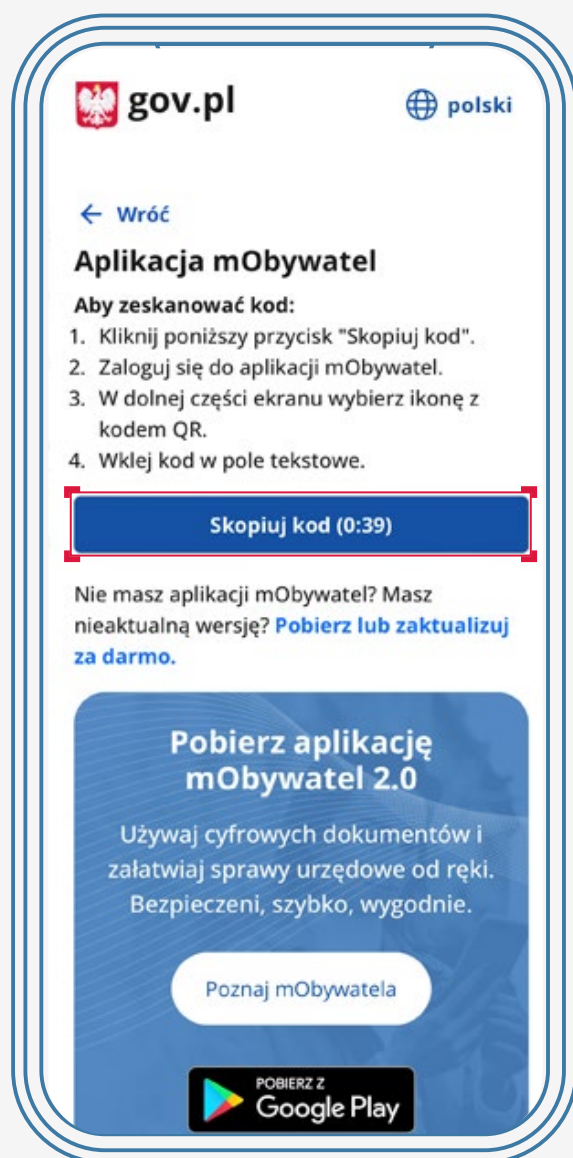 gov.pl
polski
← Wróć
Aplikacja mObywatel
Aby zeskanować kod:
1. Kliknij poniższy przycisk "Skopiuj kod".
2. Zaloguj się do aplikacji mObywatel.
3. W dolnej części ekranu wybierz ikonę z
kodem QR.
4. Wklej kod w pole tekstowe.
Skopiuj kod (0:39)
Nie masz aplikacji mObywatel? Masz
nieaktualną wersję? Pobierz lub zaktualizuj
za darmo.
Pobierz aplikację
mObywatel 2.0
Używaj cyfrowych dokumentów i
załatwiaj sprawy urzędowe od ręki.
Bezpieczeni, szybko, wygodnie.
Poznaj mObywatela
POBIERZ Z
Google Play